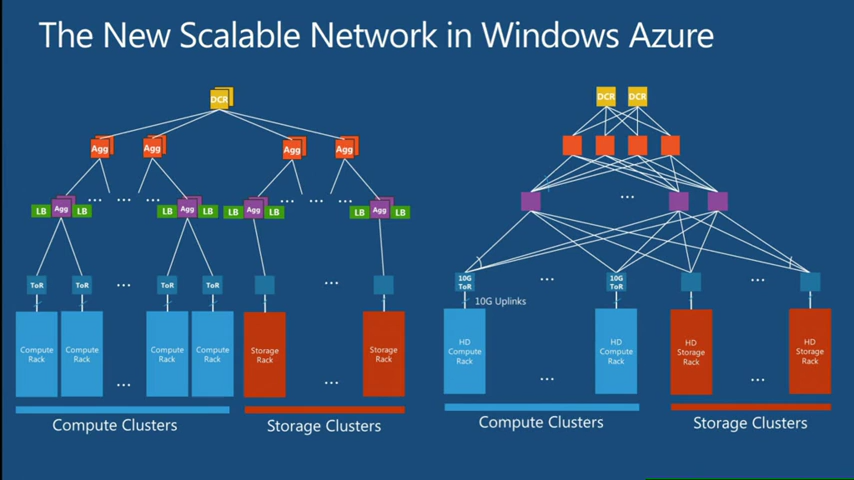 The New Scalable Network in Windows Azure
DCR
Agg
Agg
Agg
Agg
...
...
LB Agg LB
LB Agg LB
LB Agg LB
LB Agg LB
ToR
ToR
...
ToR
ToR
...
Compute Rack
Compute Rack
...
Compute Rack
Compute Rack
Storage Rack
...
Storage Rack
Compute Clusters
Storage Clusters
DCR
DCR
...
10G
ToR
...
10G
ToR
...
10G Uplinks
HD
Compute
Rack
...
HD
Compute
Rack
HD
Storage
Rack
...
HD
Storage
Rack
Compute Clusters
Storage Clusters